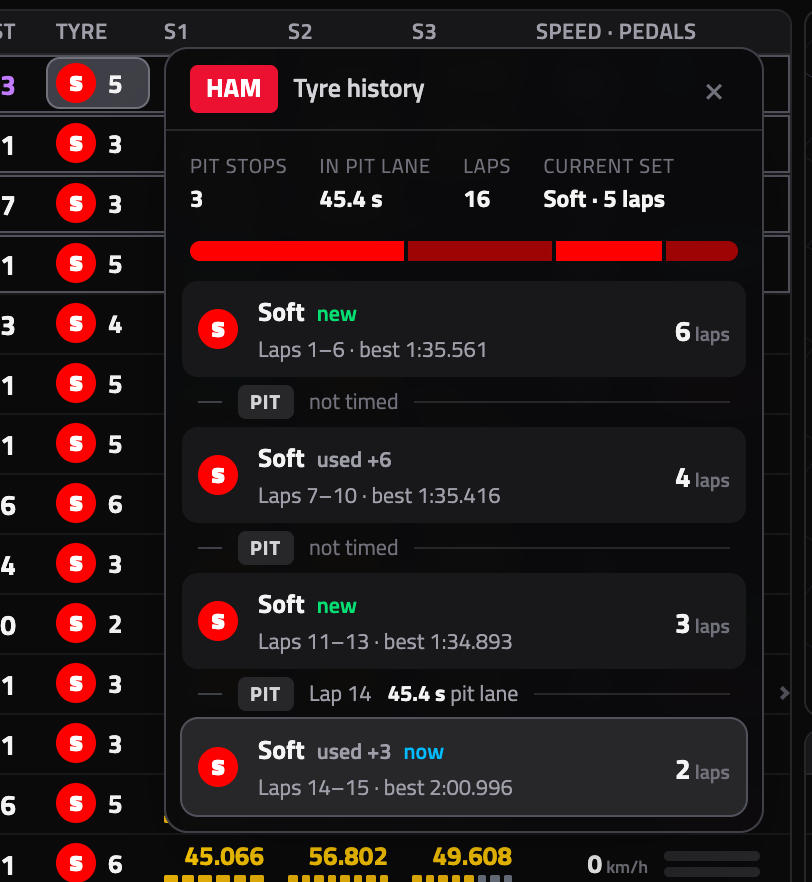 ST TYRE S1 S2 S3 SPEED · PEDALS
3 S 5
HAM Tyre history ×
1 S 3
PIT STOPS IN PIT LANE LAPS CURRENT SET
3 45.4 s 16 Soft · 5 laps
7 S 3
1 S 5
3 S 4
S Soft new 6 laps
Laps 1–6 · best 1:35.561
1 S 5
PIT not timed
1 S 5
S Soft used +6 4 laps
Laps 7–10 · best 1:35.416
6 S 6
4 S 3
PIT not timed
0 S 2
S Soft new 3 laps
Laps 11–13 · best 1:34.893
1 S 3
PIT Lap 14 45.4 s pit lane
1 S 3
S Soft used +3 now 2 laps
Laps 14–15 · best 2:00.996
6 S 5
1 S 6 45.066 56.802 49.608 0 km/h